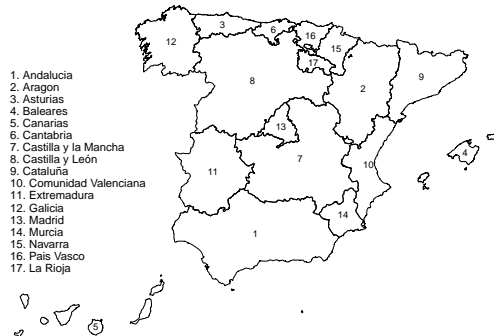 12
3
6
16
15
17
8
2
9
13
7
10
4
11
14
1
5
1. Andalucia
2. Aragon
3. Asturias
4. Baleares
5. Canarias
6. Cantabria
7. Castilla y la Mancha
8. Castilla y León
9. Cataluña
10. Comunidad Valenciana
11. Extremadura
12. Galicia
13. Madrid
14. Murcia
15. Navarra
16. Pais Vasco
17. La Rioja